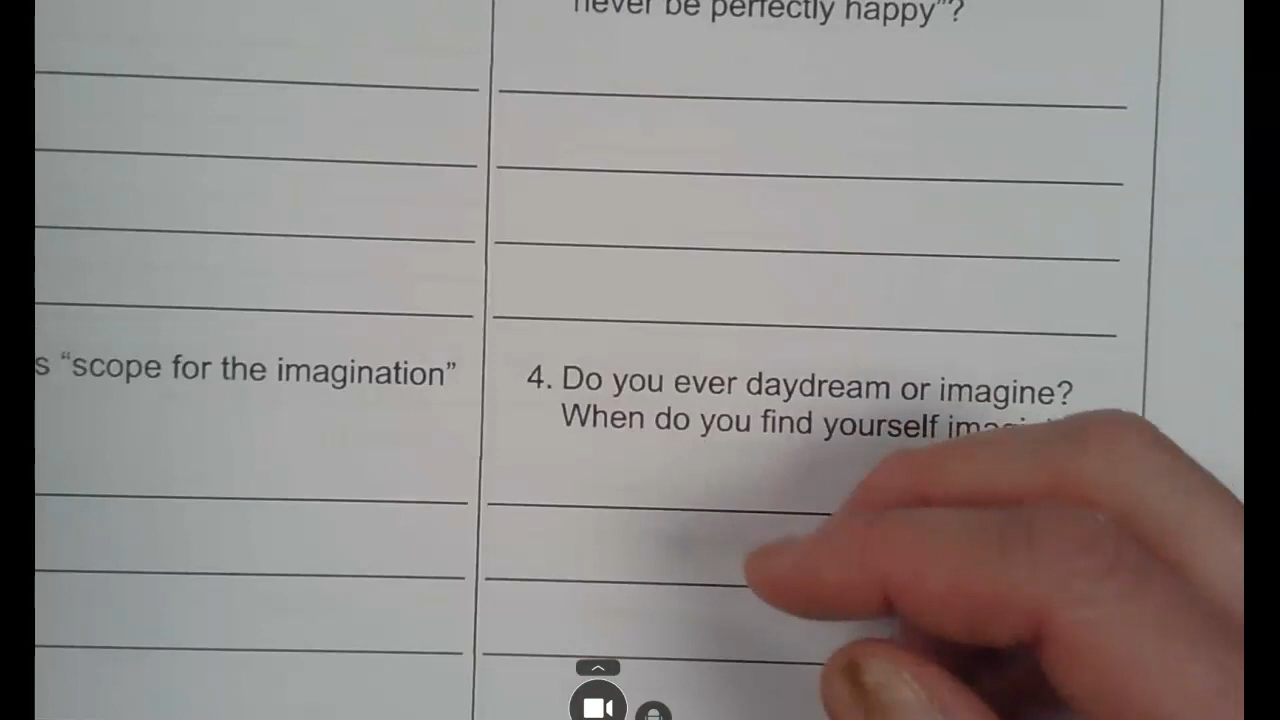 never be perfectly happy"?
s “scope for the imagination”
4. Do you ever daydream or imagine?
When do you find yourself